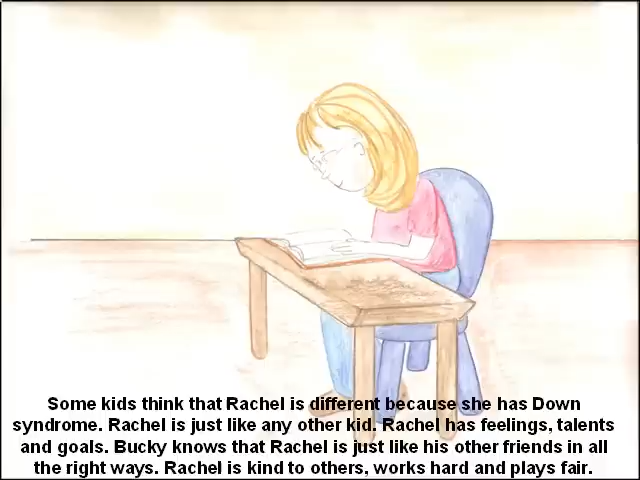 Some kids think that Rachel is different because she has Down
syndrome. Rachel is just like any other kid. Rachel has feelings, talents
and goals. Bucky knows that Rachel is just like his other friends in all
the right ways. Rachel is kind to others, works hard and plays fair.